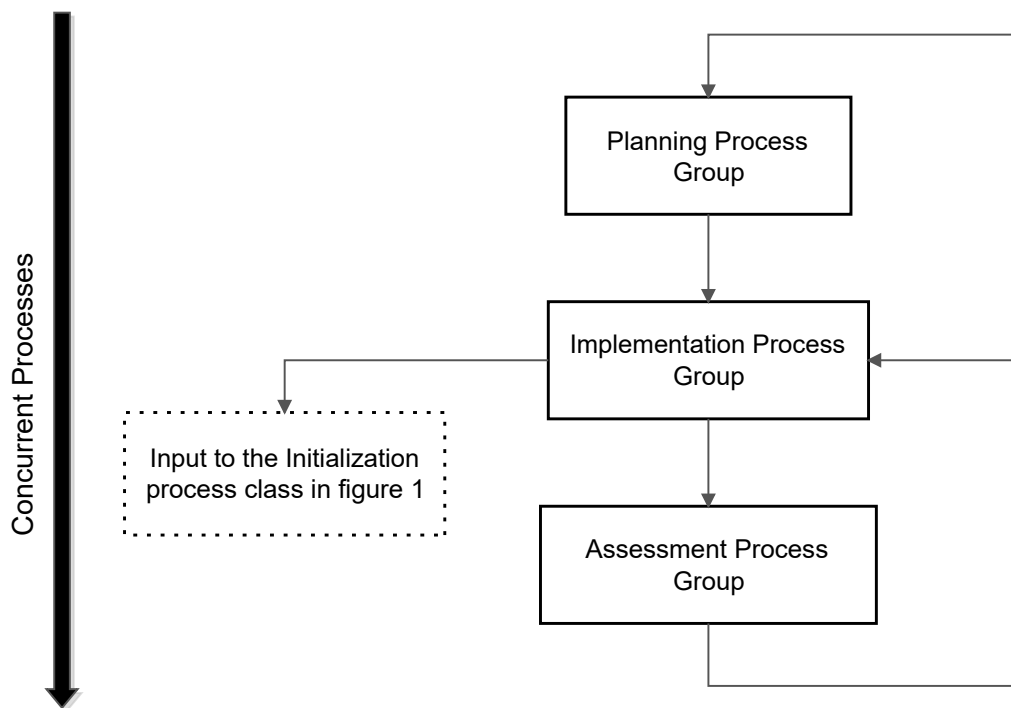 Concurrent Processes
Planning Process
Group
Implementation Process
Group
Input to the Initialization
process class in figure 1
Assessment Process
Group